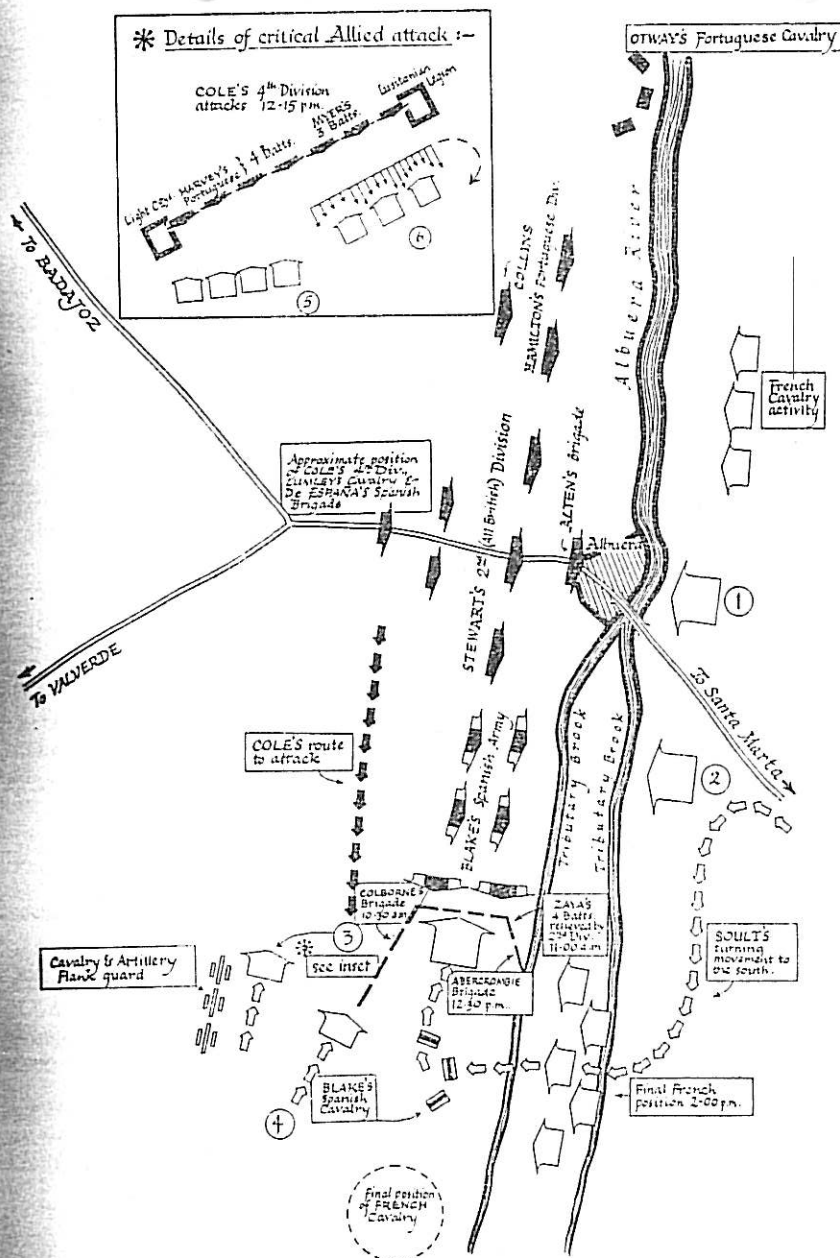 * Details of critical Allied attack :-
COLE'S 4th Division
attacks 12-15 pm.
Lusitanian
Legion
MYER'S
3 Batts.
HARVEY'S
Portuguese } 4 Batts.
Light Coys
6
5
OTWAY'S Portuguese Cavalry
To BADAJOZ
COLLINS
HAMILTON'S Portuguese Div.
Albuera River
French
Cavalry
activity
Approximate position
of COLE'S 4th Div.,
LUMLEY'S Cavalry &
De ESPAÑA'S Spanish
Brigade
STEWART'S 2nd (All British) Division
ALTEN'S Brigade
Albuera
1
To VALVERDE
To Santa Marta
COLE'S route
to attack
BLAKE'S Spanish Army
Tributary Brook
Tributary Brook
2
COLBORNE'S
Brigade
10-30 am
ZAYA'S
4 Batts.
relieved by
2nd Div.
11-00 a.m
3
* see inset
Cavalry & Artillery
Flank guard
ABERCROMBIE
Brigade
12-30 p.m.
SOULT'S
turning
movement to
the south.
BLAKE'S
Spanish
Cavalry
4
Final French
position 2-00 pm.
Final position
of FRENCH
Cavalry